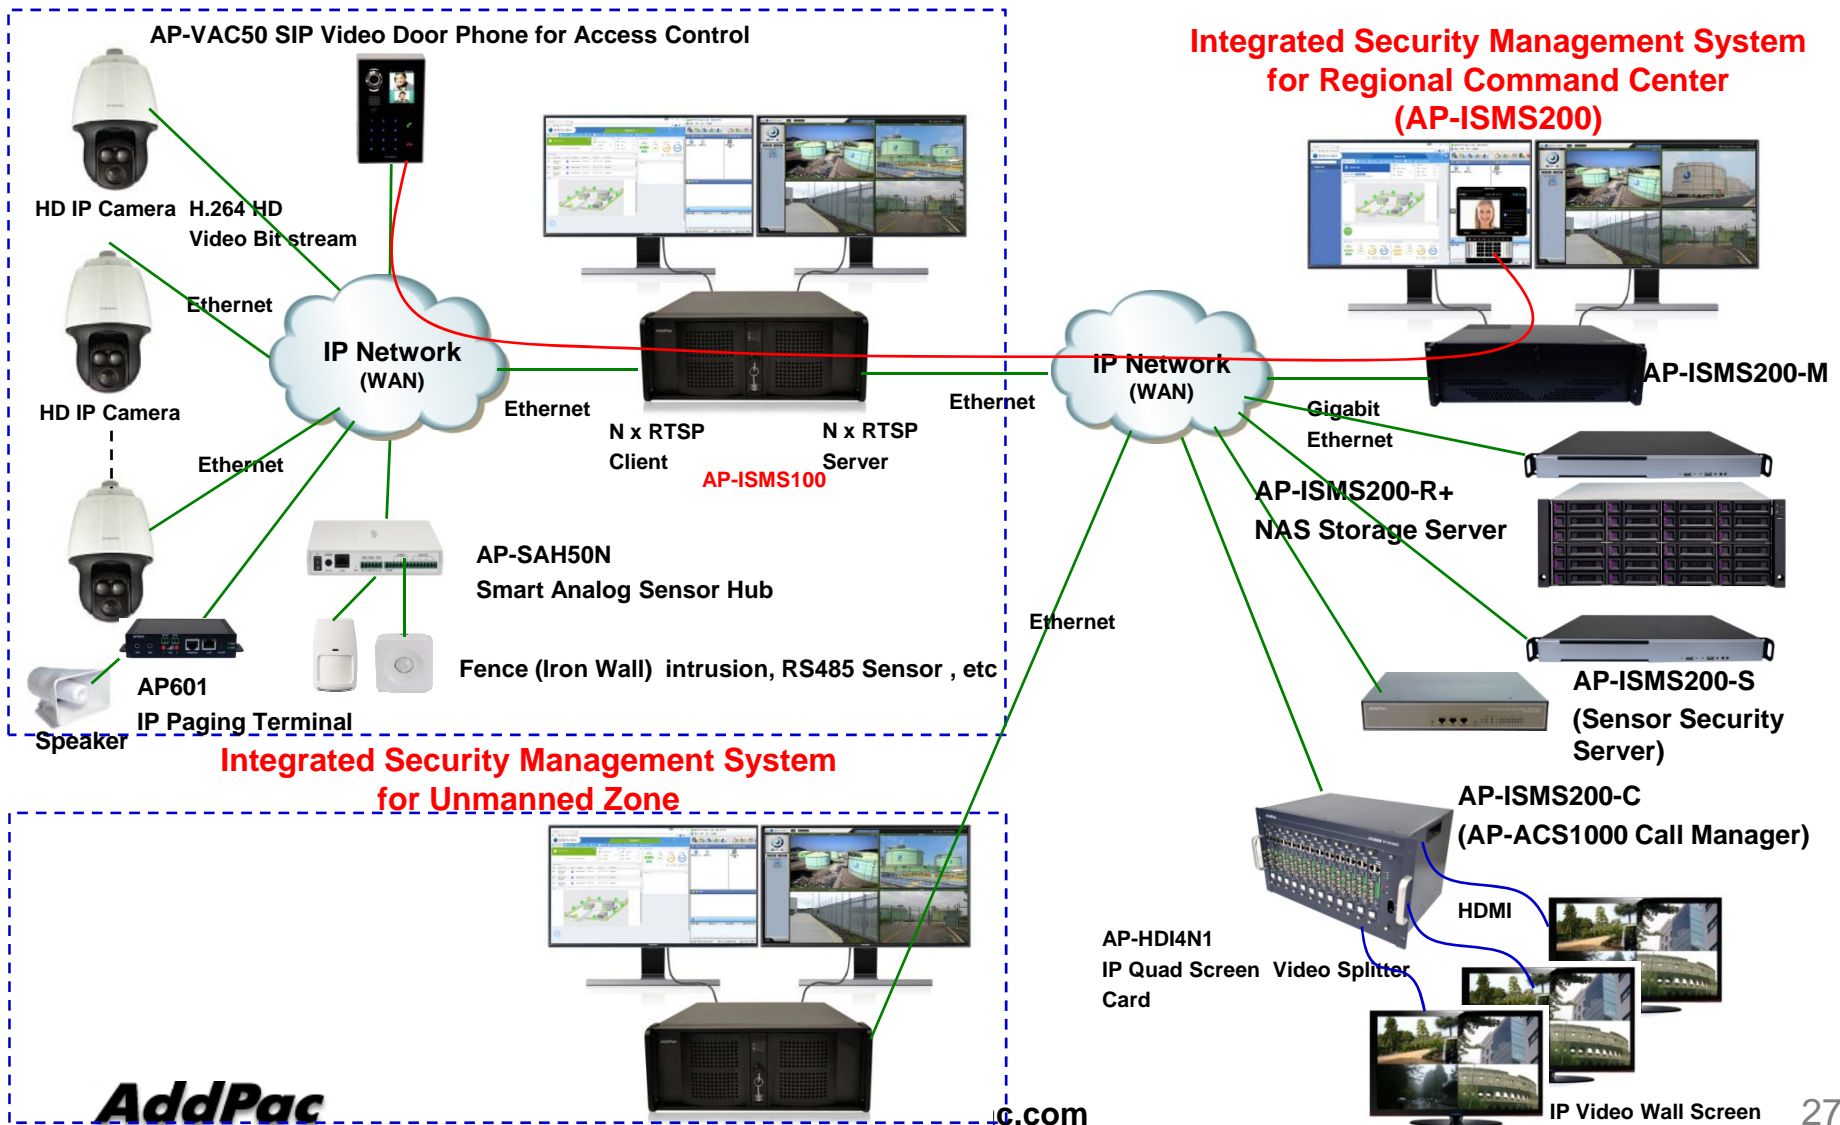 AP-VAC50 SIP Video Door Phone for Access Control
Integrated Security Management System
for Regional Command Center
(AP-ISMS200)
HD IP Camera
H.264 HD
Video Bit stream
Ethernet
IP Network
(WAN)
HD IP Camera
Ethernet
Ethernet
N x RTSP
Client
N x RTSP
Server
AP-ISMS100
Ethernet
IP Network
(WAN)
AP-ISMS200-M
Gigabit
Ethernet
AP-ISMS200-R+
NAS Storage Server
AP-SAH50N
Smart Analog Sensor Hub
Fence (Iron Wall) intrusion, RS485 Sensor , etc
Ethernet
AP601
IP Paging Terminal
Speaker
AP-ISMS200-S
(Sensor Security
Server)
Integrated Security Management System
for Unmanned Zone
AP-ISMS200-C
(AP-ACS1000 Call Manager)
HDMI
AP-HDI4N1
IP Quad Screen Video Splitter
Card
IP Video Wall Screen
AddPac
c.com
27